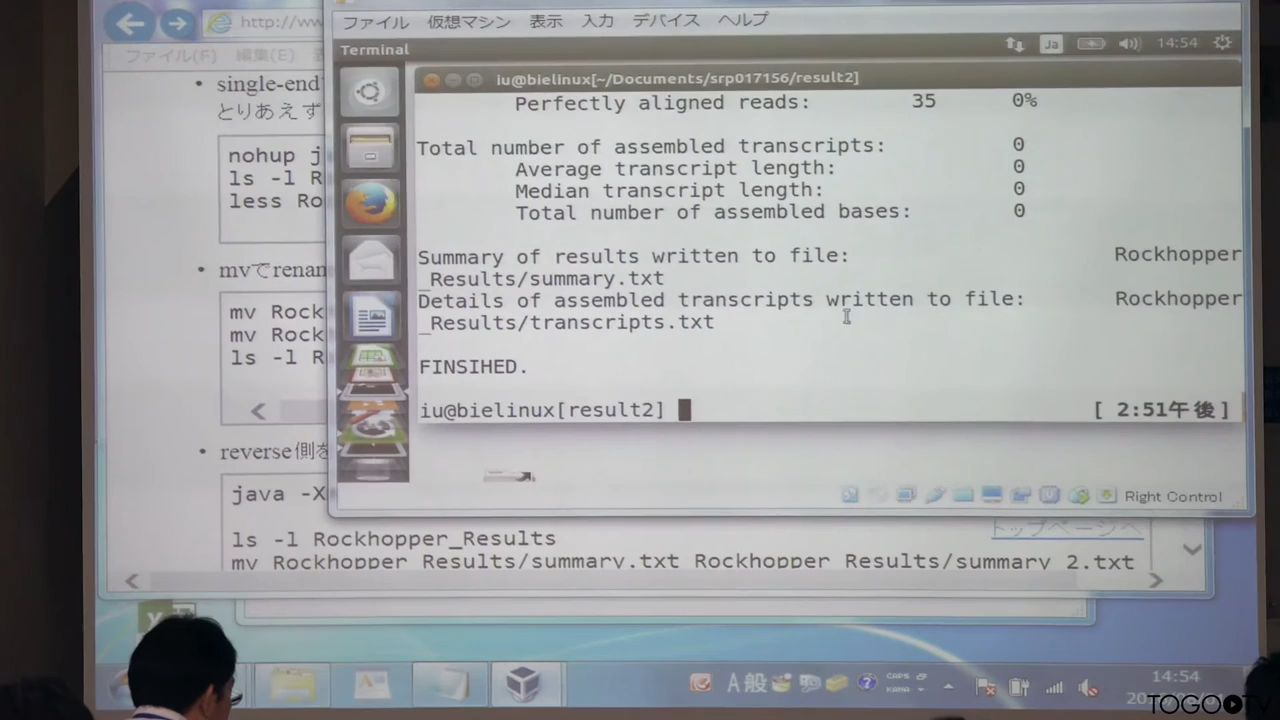 http://ww
ファイル(F) 編集(E) 表
• single-end
とりあえず
nohup j
ls -l R
less Ro
• mvでrenam
mv Rock
mv Rock
ls -l R
• reverse側を
java -X
ls -l Rockhopper_Results
mv Rockhopper_Results/summary.txt Rockhopper_Results/summary_2.txt
トップページへ
ファイル 仮想マシン 表示 入力 デバイス ヘルプ
Terminal Ja 14:54
iu@bielinux[~/Documents/srp017156/result2]
Perfectly aligned reads: 35 0%
Total number of assembled transcripts: 0
Average transcript length: 0
Median transcript length: 0
Total number of assembled bases: 0
Summary of results written to file: Rockhopper
_Results/summary.txt
Details of assembled transcripts written to file: Rockhopper
_Results/transcripts.txt
FINSIHED.
iu@bielinux[result2] [ 2:51午後]
Right Control
A般 CAPS KANA 14:54
TOGOTV